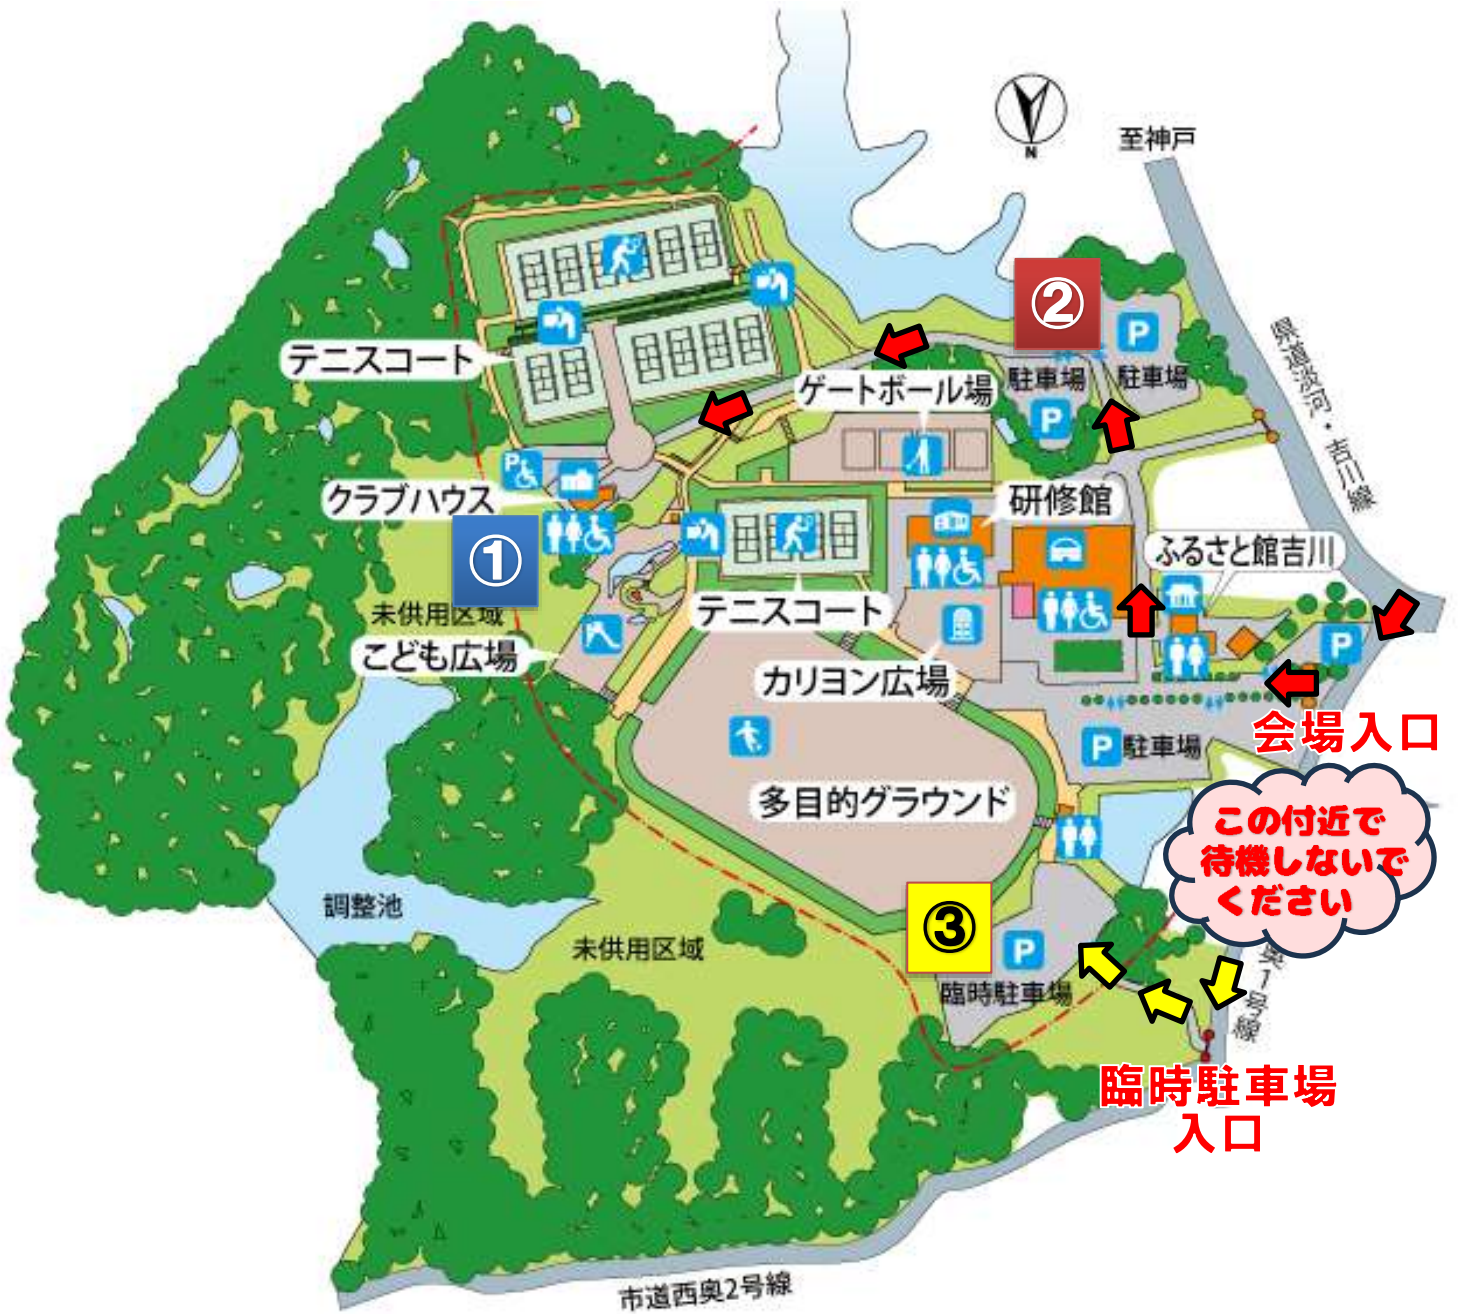 N
至神戸
②
P
県道淡河・吉川線
テニスコート
ゲートボール場
駐車場
駐車場
P
P
クラブハウス
研修館
①
ふるさと館吉川
未供用区域
テニスコート
こども広場
P
カリヨン広場
会場入口
P
駐車場
多目的グラウンド
この付近で
待機しないで
ください
調整池
③
未供用区域
P
臨時駐車場
奥1号線
臨時駐車場
入口
市道西奥2号線